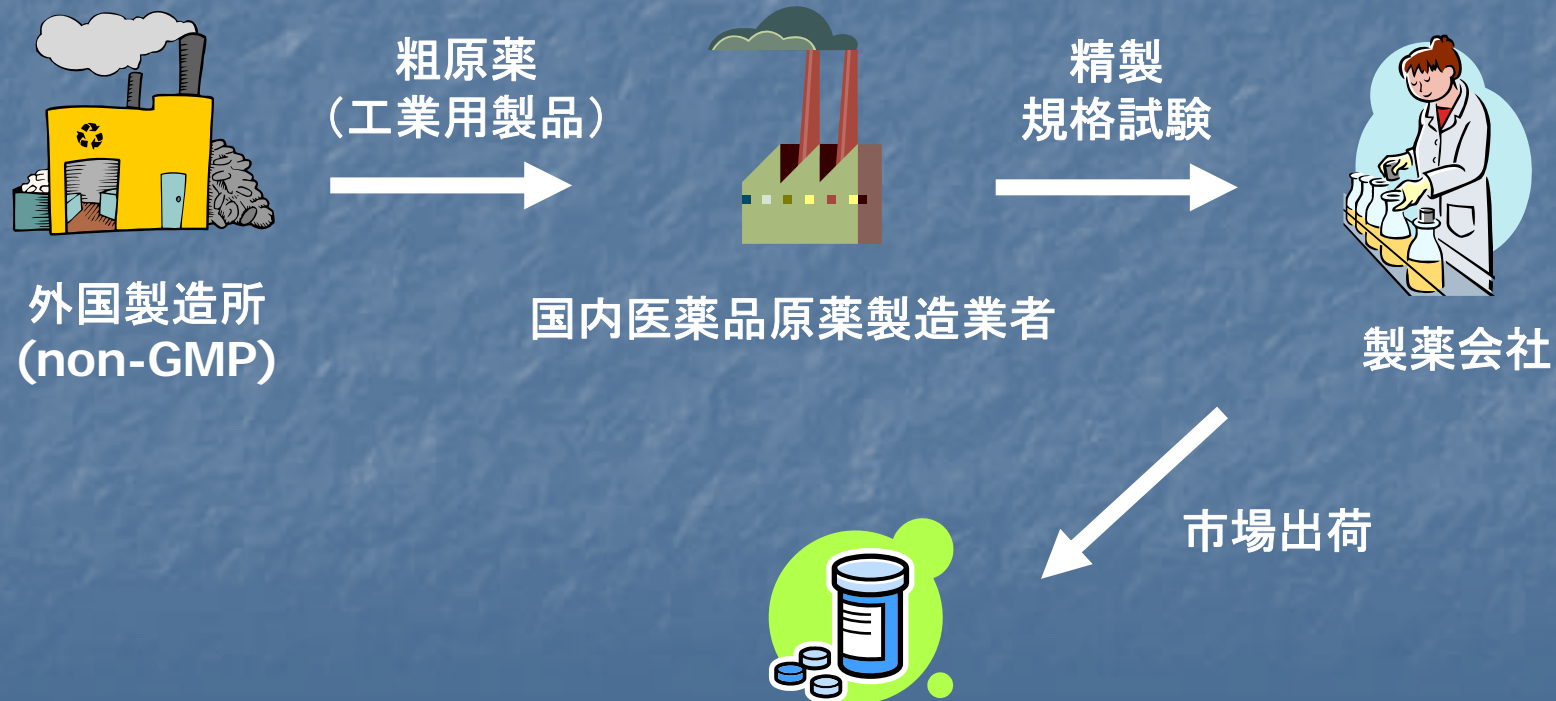 粗原薬
（工業用製品）
精製
規格試験
外国製造所
(non-GMP)
国内医薬品原薬製造業者
製薬会社
市場出荷